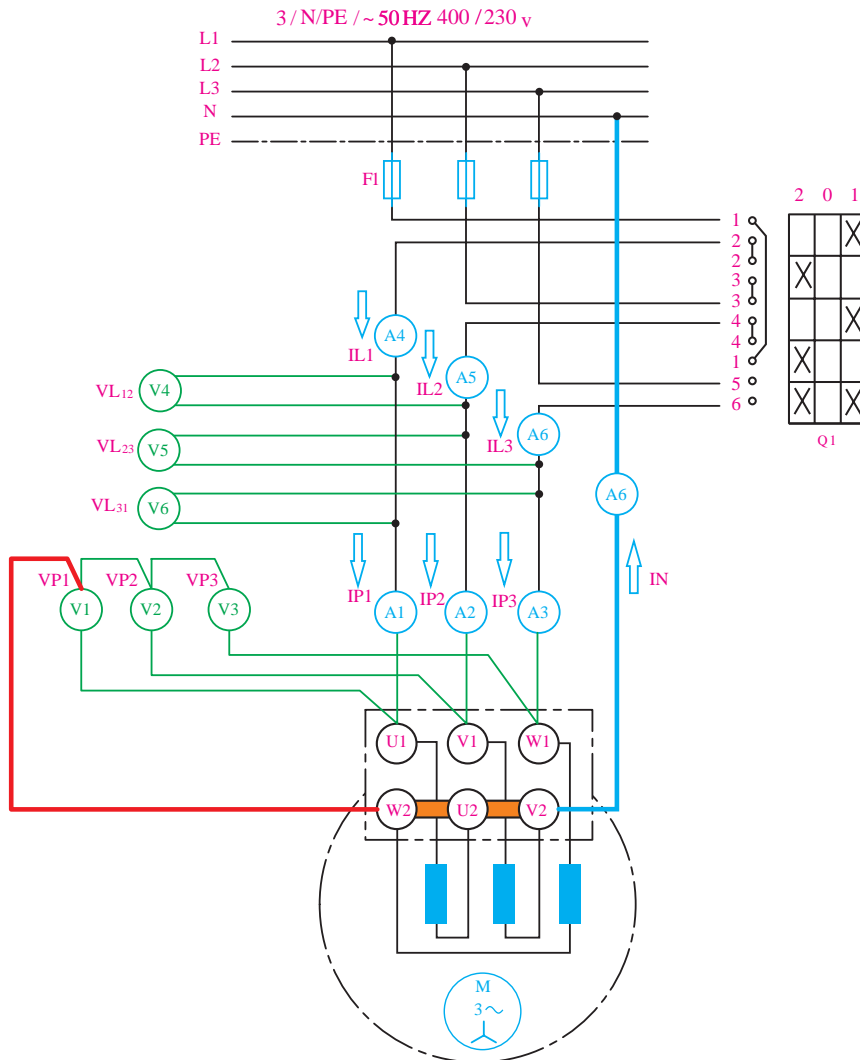 3 / N/PE / ~ 50 HZ 400 / 230 v
L1
L2
L3
N
PE
F1
2 0 1
1
2
2
3
3
4
4
1
5
6
Q1
A4
IL1
A5
IL2
A6
IL3
VL12
V4
VL23
V5
VL31
V6
A6
IN
VP1
VP2
VP3
V1
V2
V3
IP1
IP2
IP3
A1
A2
A3
U1
V1
W1
W2
U2
V2
M
3~